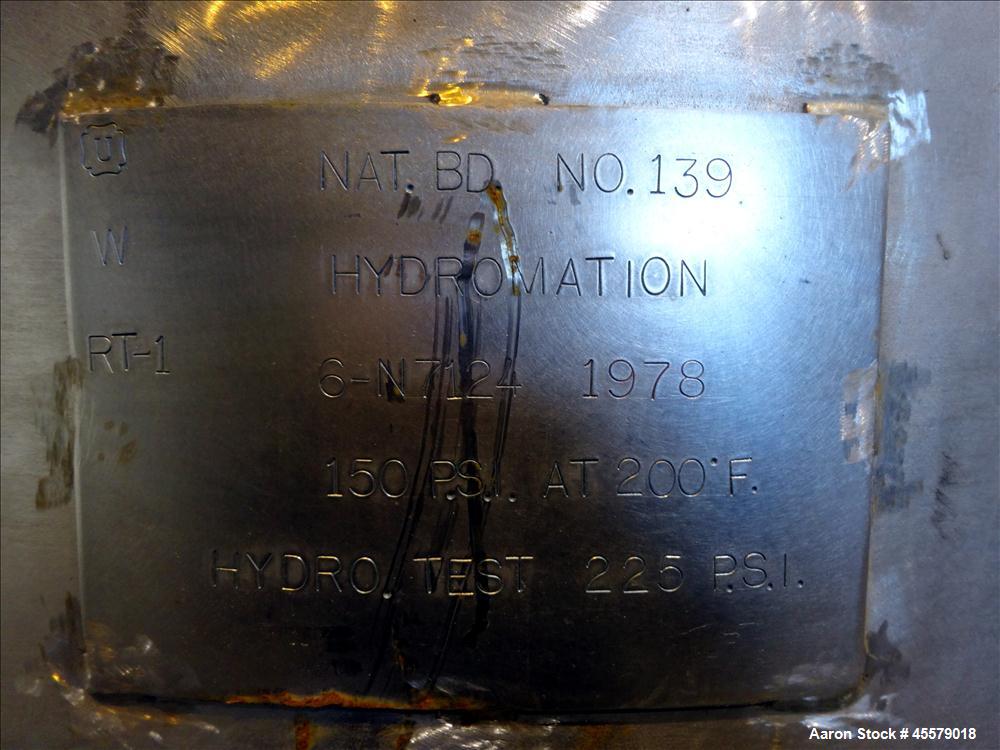 U
NAT. BD. NO. 139
W
HYDROMATION
RT-1
6-N7124 1978
150 P.S.I. AT 200°F.
HYDRO. TEST 225 P.S.I.
Aaron Stock # 45579018